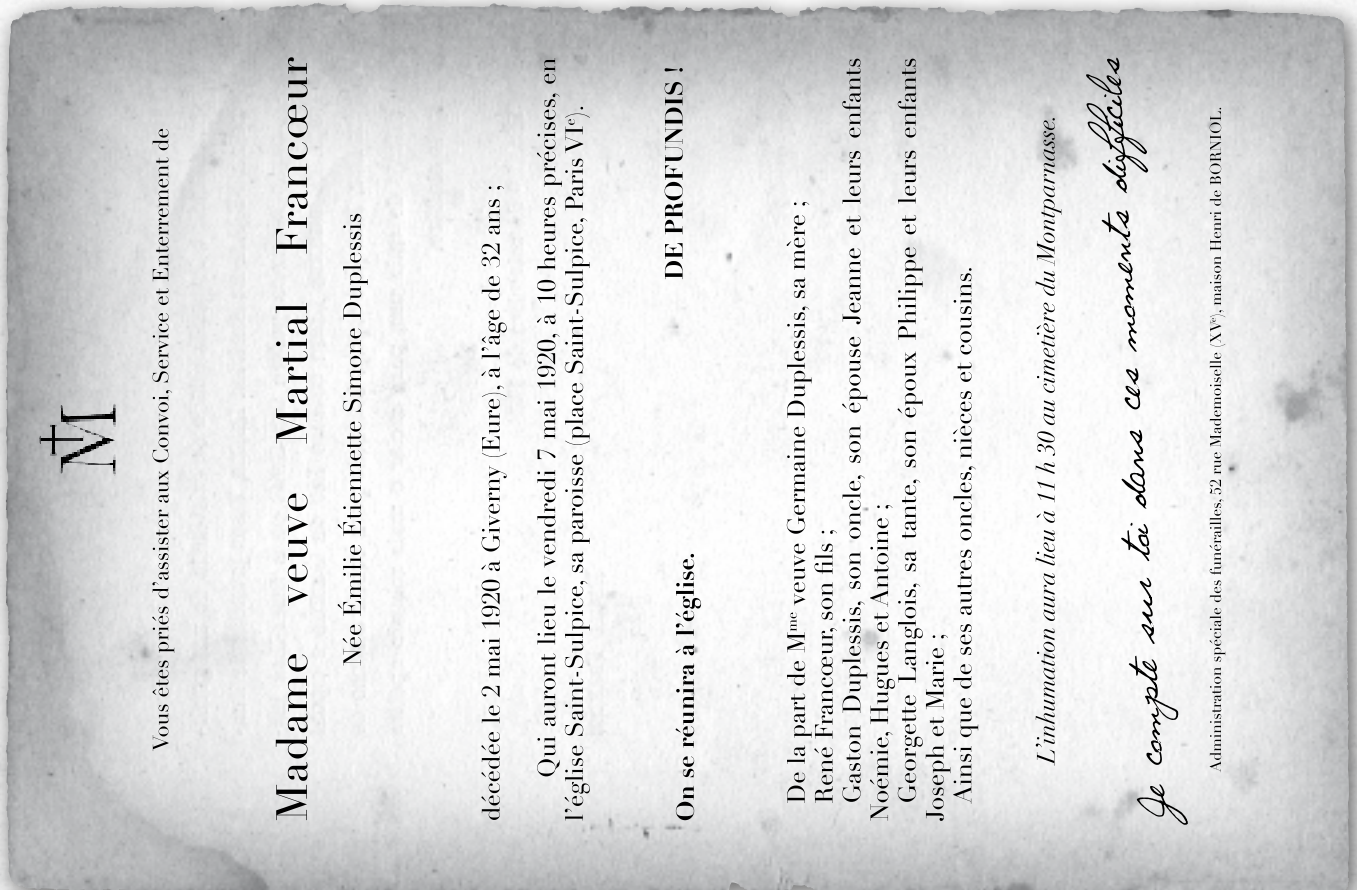 M
Vous êtes priés d'assister aux Convoi, Service et Enterrement de
Madame veuve Martial Francœur
Née Émilie Étiennette Simone Duplessis
décédée le 2 mai 1920 à Giverny (Eure), à l'âge de 32 ans ;
Qui auront lieu le vendredi 7 mai 1920, à 10 heures précises, en
l'église Saint-Sulpice, sa paroisse (place Saint-Sulpice, Paris VIᵉ).
On se réunira à l'église. DE PROFUNDIS !
De la part de Mᵐᵉ veuve Germaine Duplessis, sa mère ;
René Francœur, son fils ;
Gaston Duplessis, son oncle, son épouse Jeanne et leurs enfants
Noémie, Hugues et Antoine ;
Georgette Langlois, sa tante, son époux Philippe et leurs enfants
Joseph et Marie ;
Ainsi que de ses autres oncles, nièces et cousins.
L'inhumation aura lieu à 11 h 30 au cimetière du Montparnasse.
Je compte sur toi dans ces moments difficiles
Administration spéciale des funérailles, 52 rue Mademoiselle (XVᵉ), maison Henri de BORNIOL.